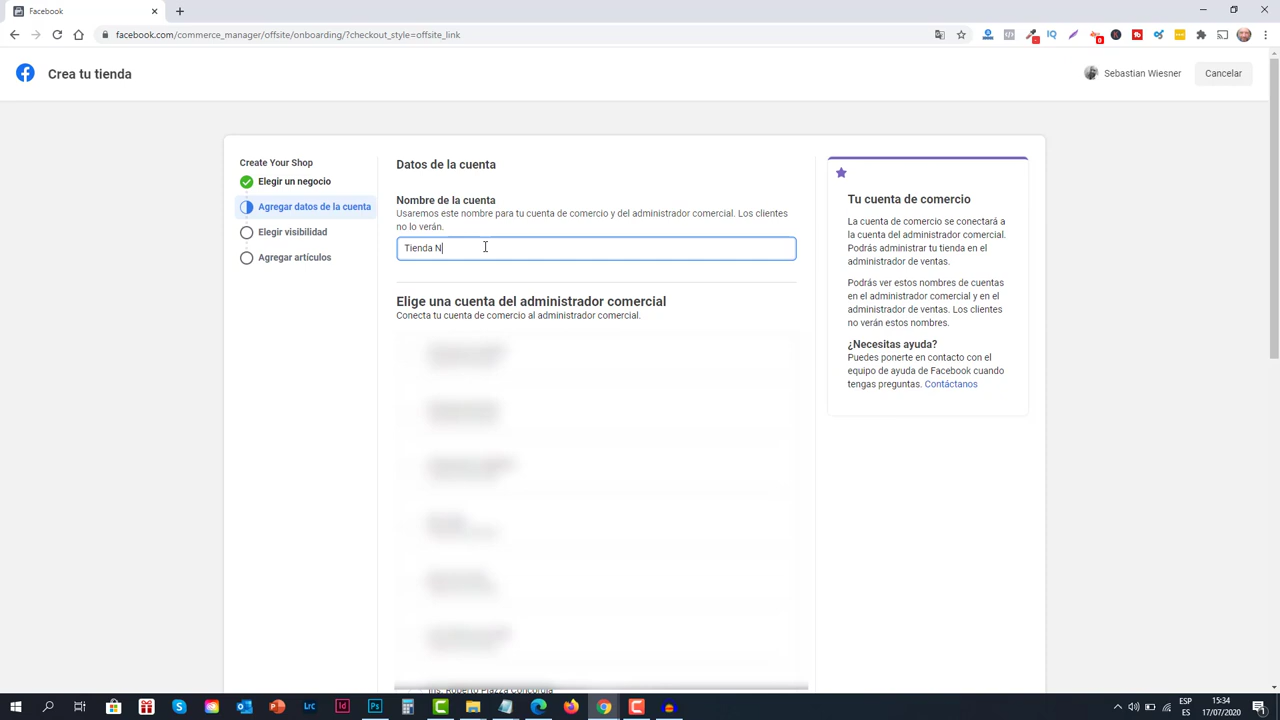 Facebook
facebook.com/commerce_manager/offsite/onboarding/?checkout_style=offsite_link
Crea tu tienda
Sebastian Wiesner
Cancelar
Create Your Shop
Elegir un negocio
Agregar datos de la cuenta
Elegir visibilidad
Agregar artículos
Datos de la cuenta
Nombre de la cuenta
Usaremos este nombre para tu cuenta de comercio y del administrador comercial. Los clientes
no lo verán.
Tienda N
Elige una cuenta del administrador comercial
Conecta tu cuenta de comercio al administrador comercial.
Ins. Roberto Piazza Concordia
Tu cuenta de comercio
La cuenta de comercio se conectará a
la cuenta del administrador comercial.
Podrás administrar tu tienda en el
administrador de ventas.
Podrás ver estos nombres de cuentas
en el administrador comercial y en el
administrador de ventas. Los clientes
no verán estos nombres.
¿Necesitas ayuda?
Puedes ponerte en contacto con el
equipo de ayuda de Facebook cuando
tengas preguntas. Contáctanos
ESP
ES
15:34
17/07/2020